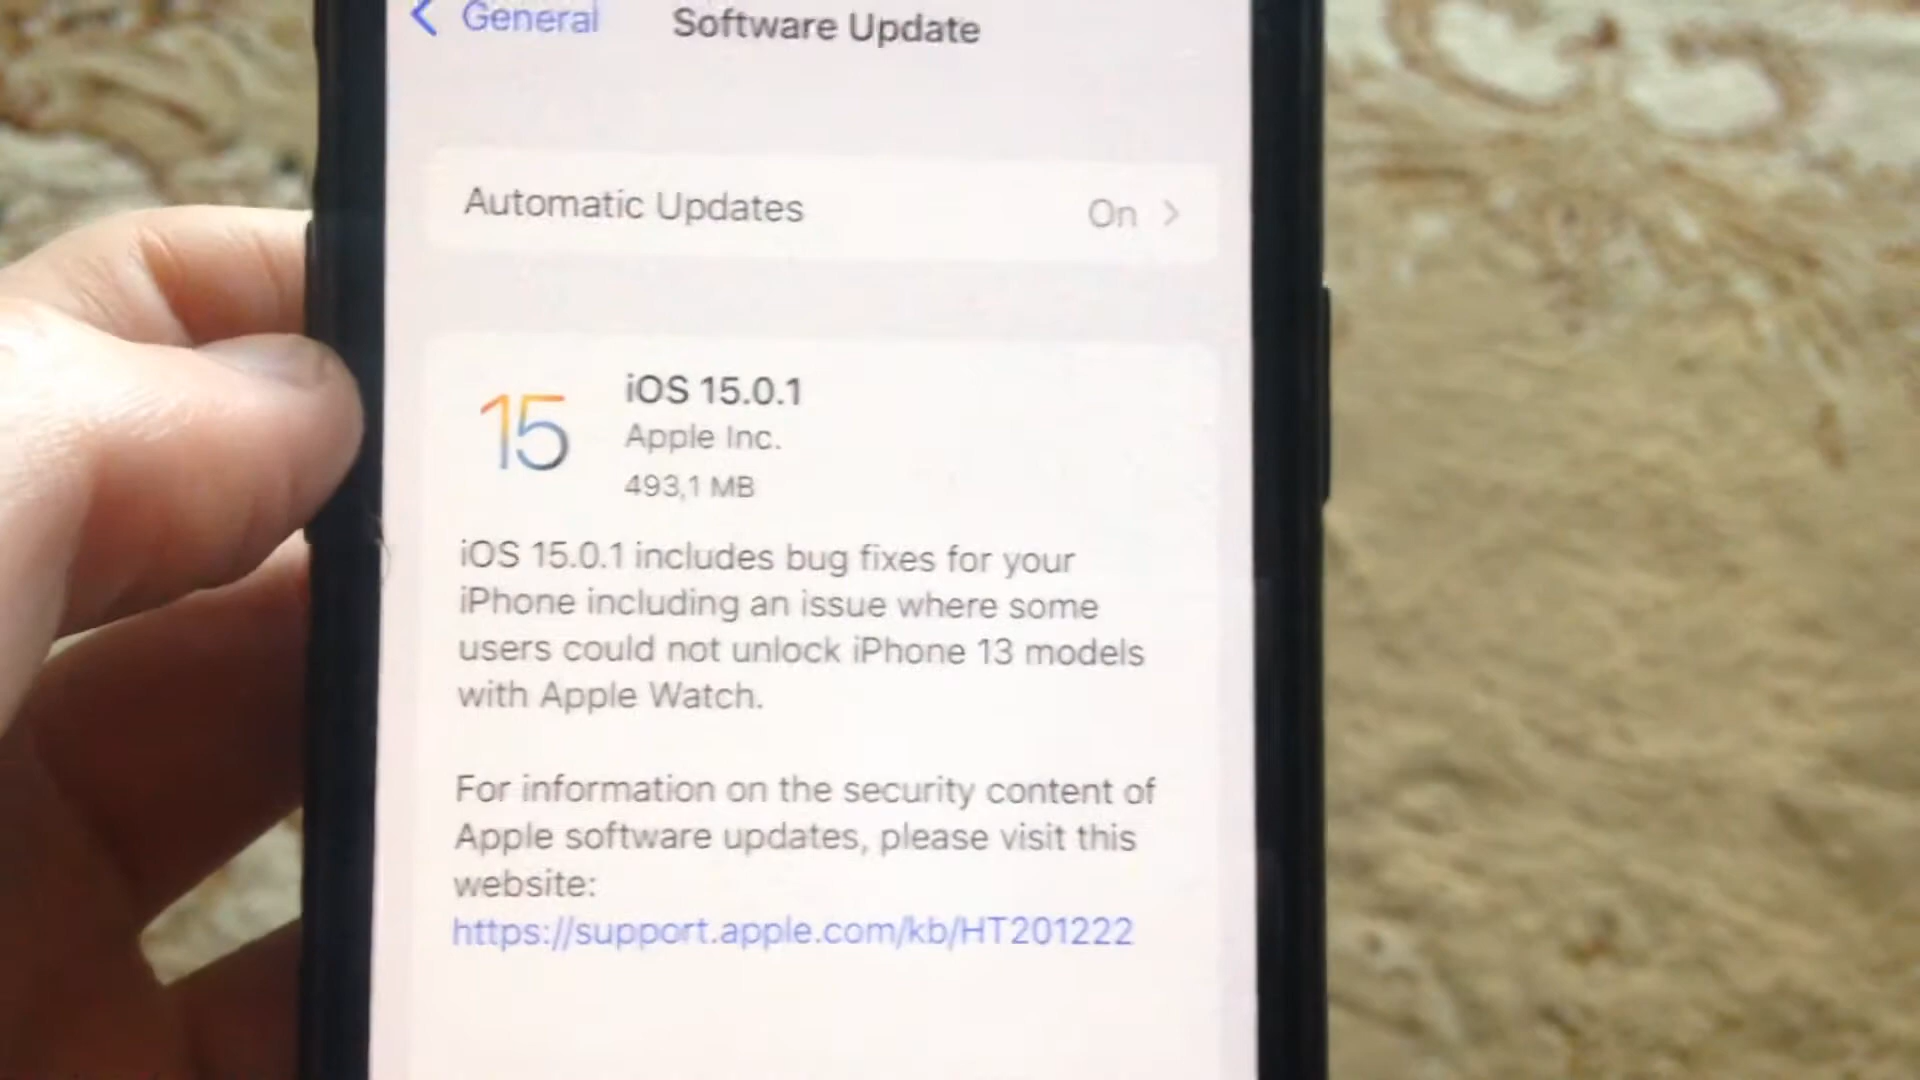 General
Software Update
Automatic Updates
On
15
iOS 15.0.1
Apple Inc.
493,1 MB
iOS 15.0.1 includes bug fixes for your
iPhone including an issue where some
users could not unlock iPhone 13 models
with Apple Watch.
For information on the security content of
Apple software updates, please visit this
website:
https://support.apple.com/kb/HT201222